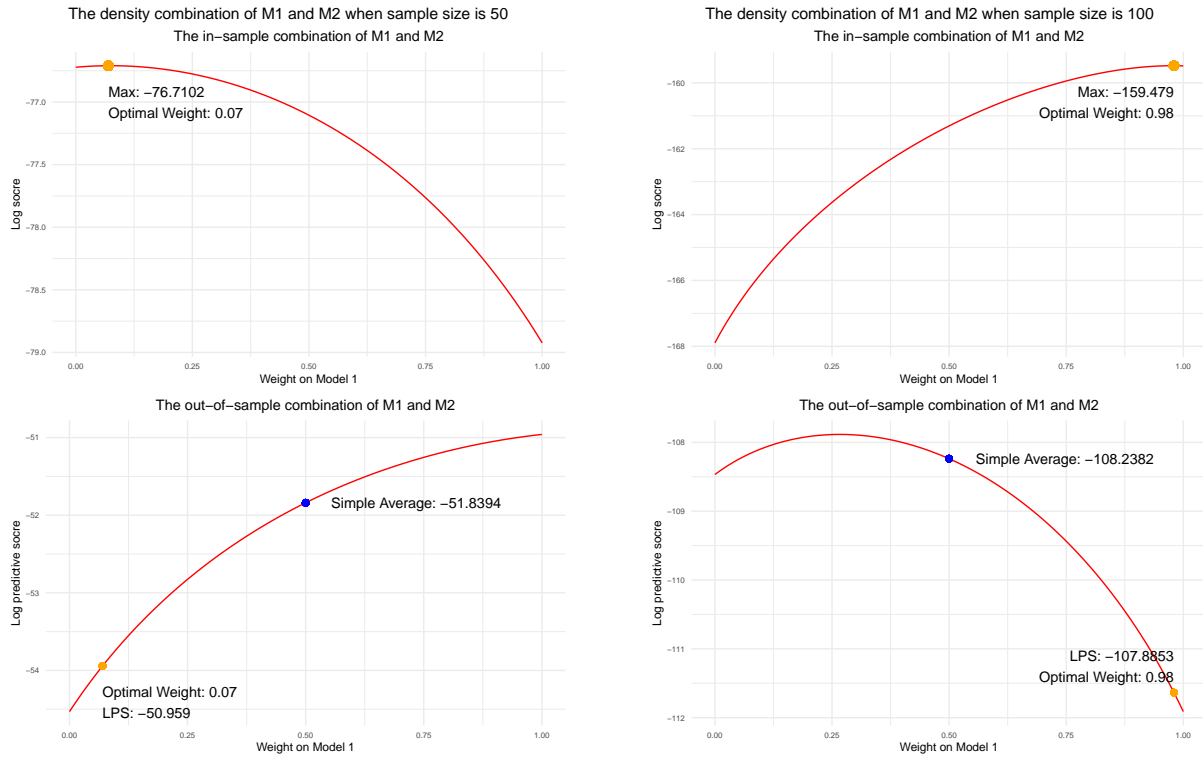 The density combination of M1 and M2 when sample size is 50
The in−sample combination of M1 and M2
Max: −76.7102
Optimal Weight: 0.07
−77.0
−77.5
−78.0
−78.5
−79.0
Log socre
0.00 0.25 0.50 0.75 1.00
Weight on Model 1
The density combination of M1 and M2 when sample size is 100
The in−sample combination of M1 and M2
Max: −159.479
Optimal Weight: 0.98
−160
−162
−164
−166
−168
Log socre
0.00 0.25 0.50 0.75 1.00
Weight on Model 1
The out−of−sample combination of M1 and M2
−51
−52
−53
−54
Log predictive socre
Simple Average: −51.8394
Optimal Weight: 0.07
LPS: −50.959
0.00 0.25 0.50 0.75 1.00
Weight on Model 1
The out−of−sample combination of M1 and M2
−108
−109
−110
−111
−112
Log predictive socre
Simple Average: −108.2382
LPS: −107.8853
Optimal Weight: 0.98
0.00 0.25 0.50 0.75 1.00
Weight on Model 1